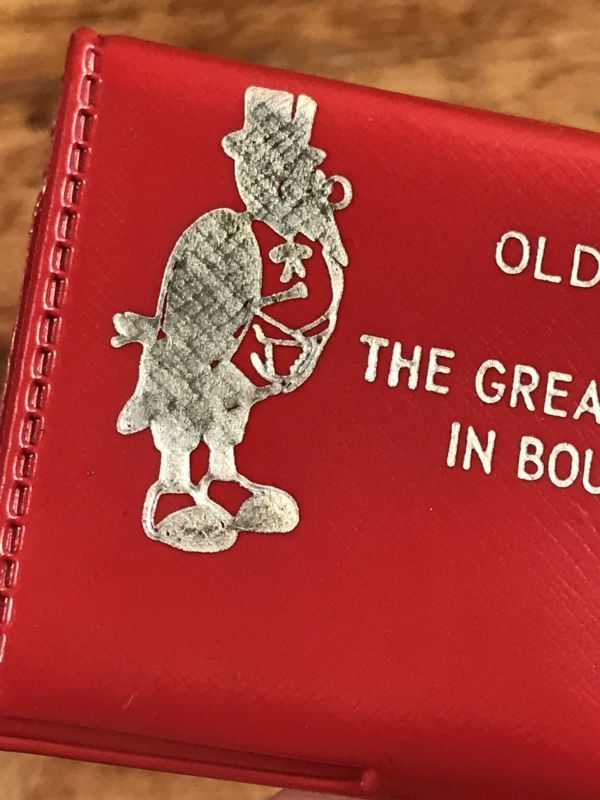 OLD
THE GREA
IN BOU